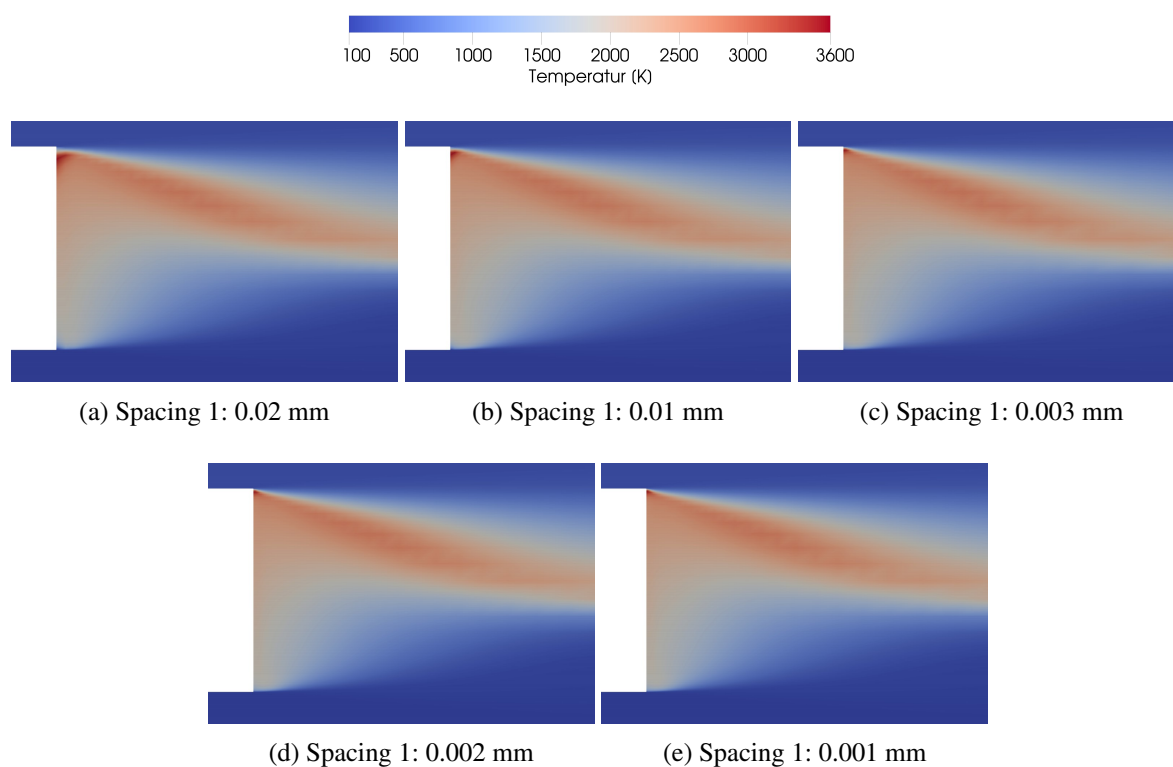 100 500 1000 1500 2000 2500 3000 3600
Temperatur (K)
(a) Spacing 1: 0.02 mm
(b) Spacing 1: 0.01 mm
(c) Spacing 1: 0.003 mm
(d) Spacing 1: 0.002 mm
(e) Spacing 1: 0.001 mm